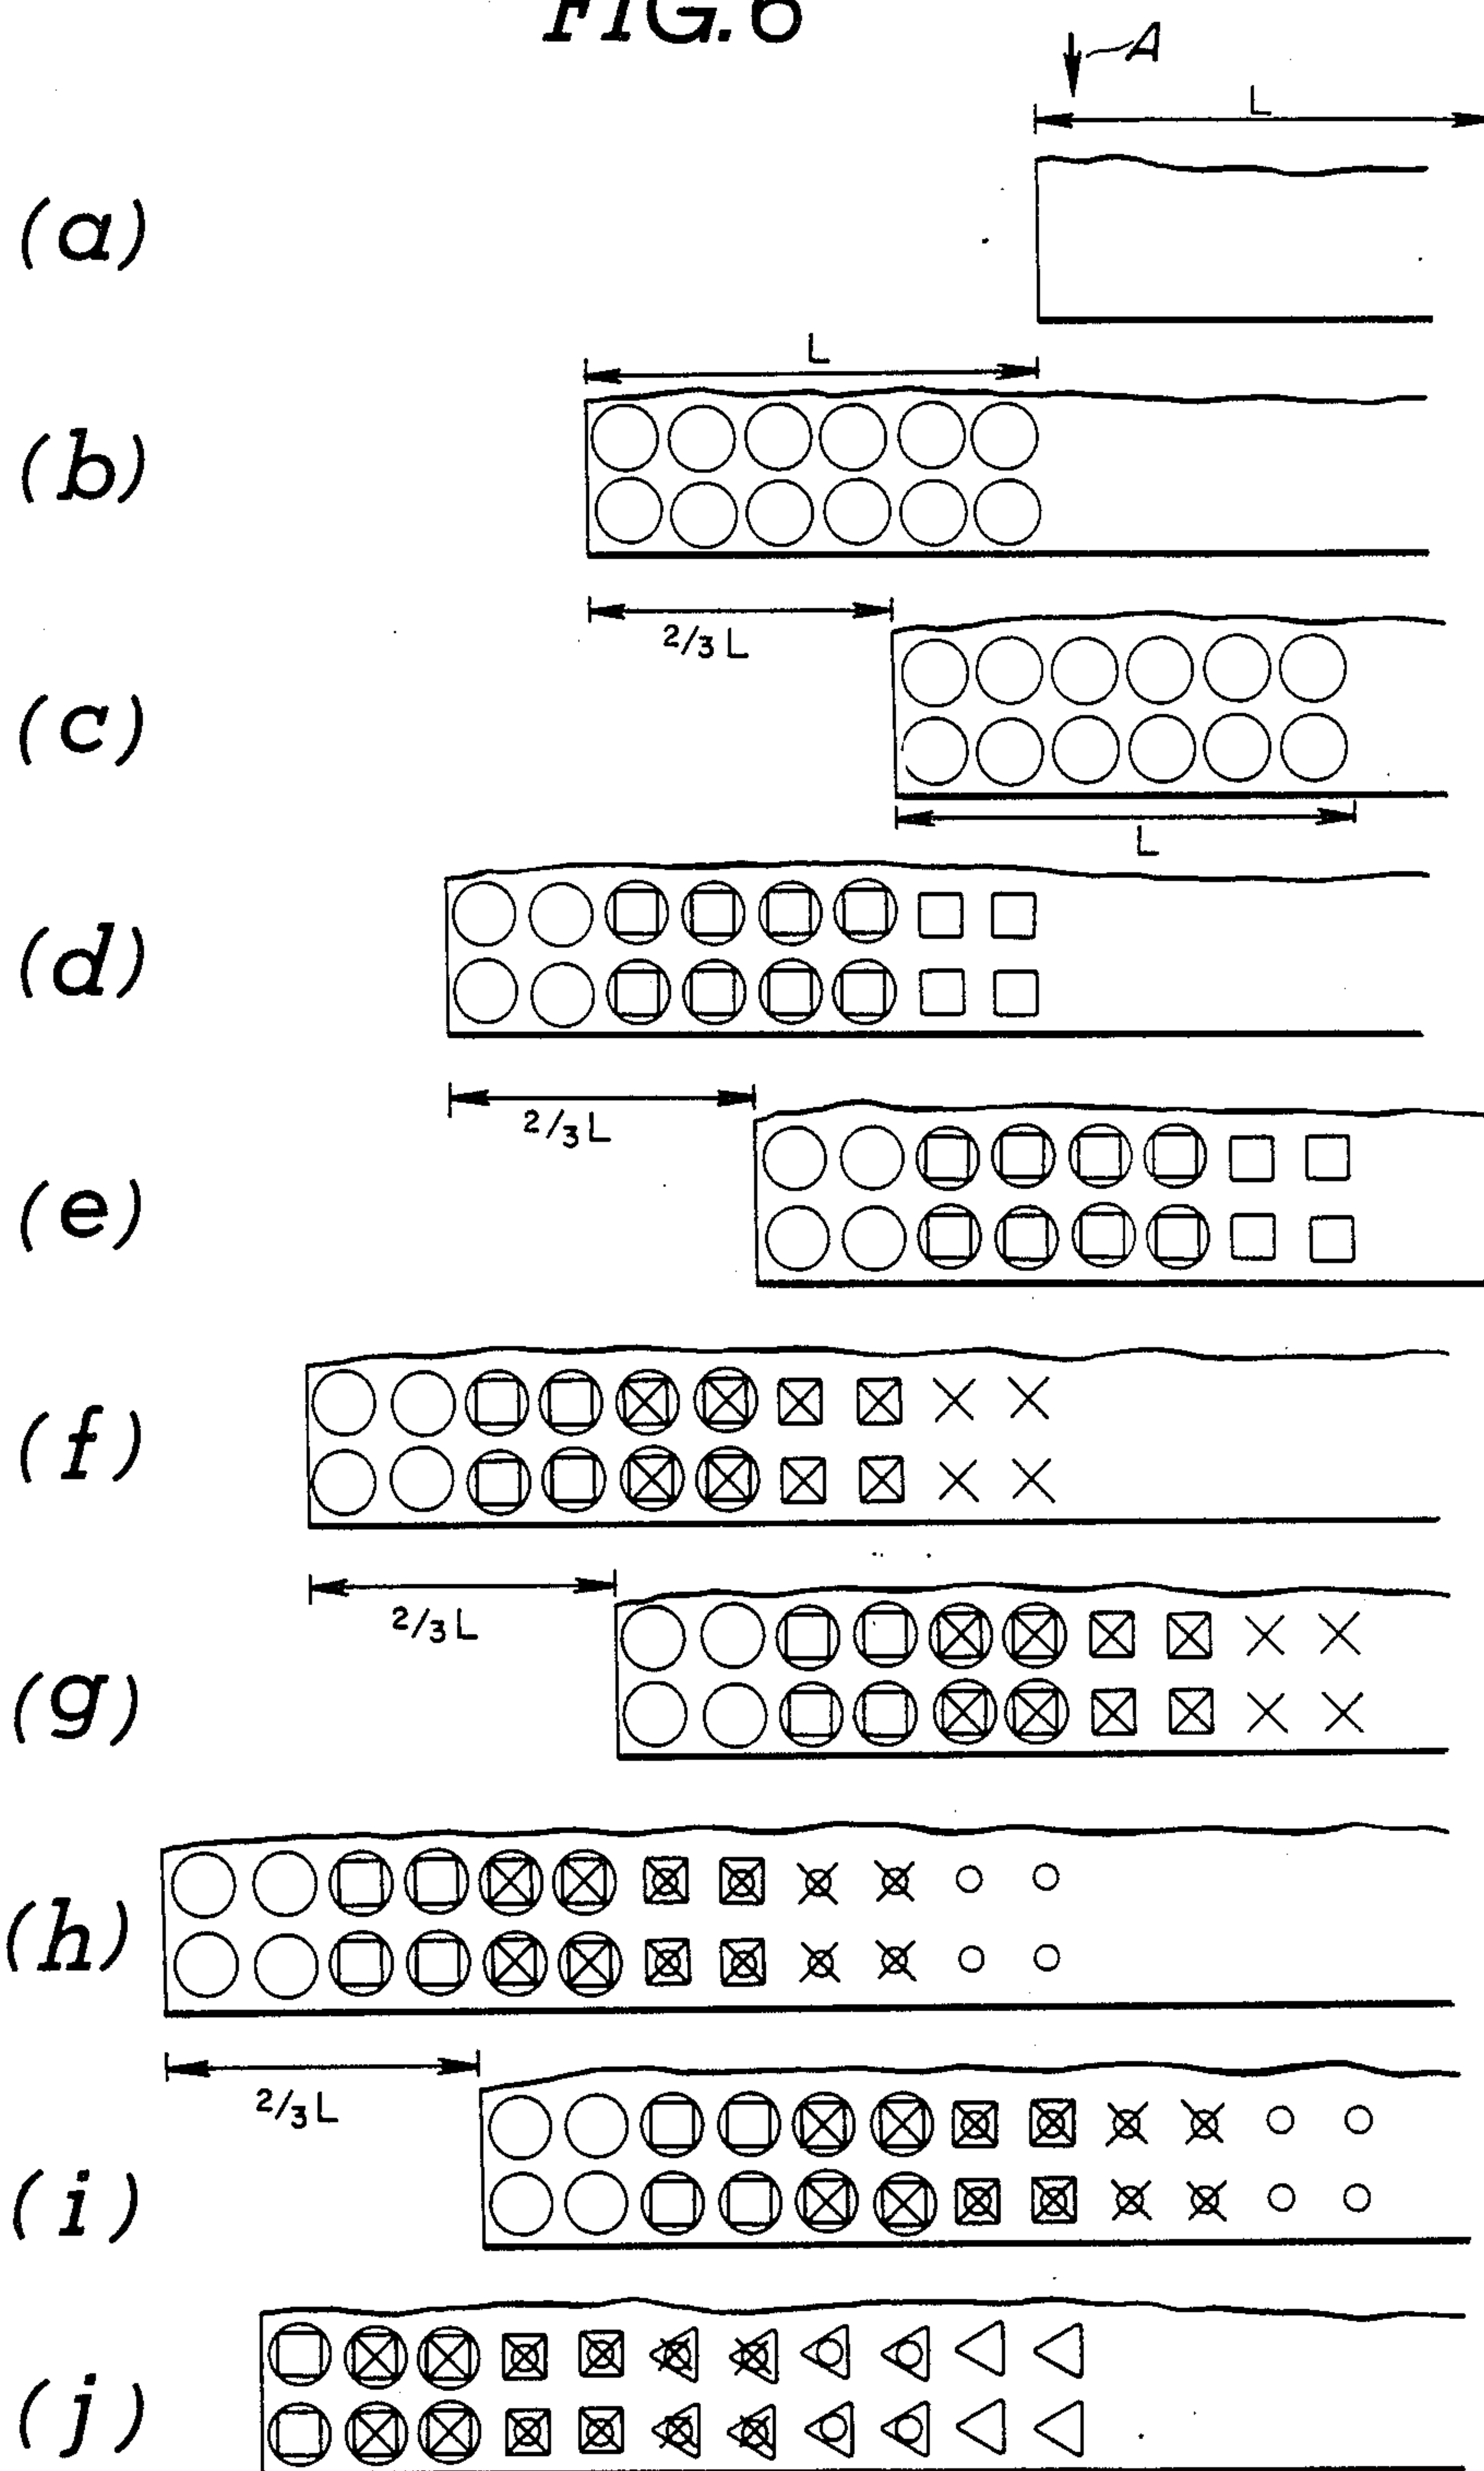 FIG. 6
A
L
(a)
L
(b)
2/3 L
(c)
L
(d)
2/3 L
(e)
(f)
2/3 L
(g)
(h)
2/3 L
(i)
(j)